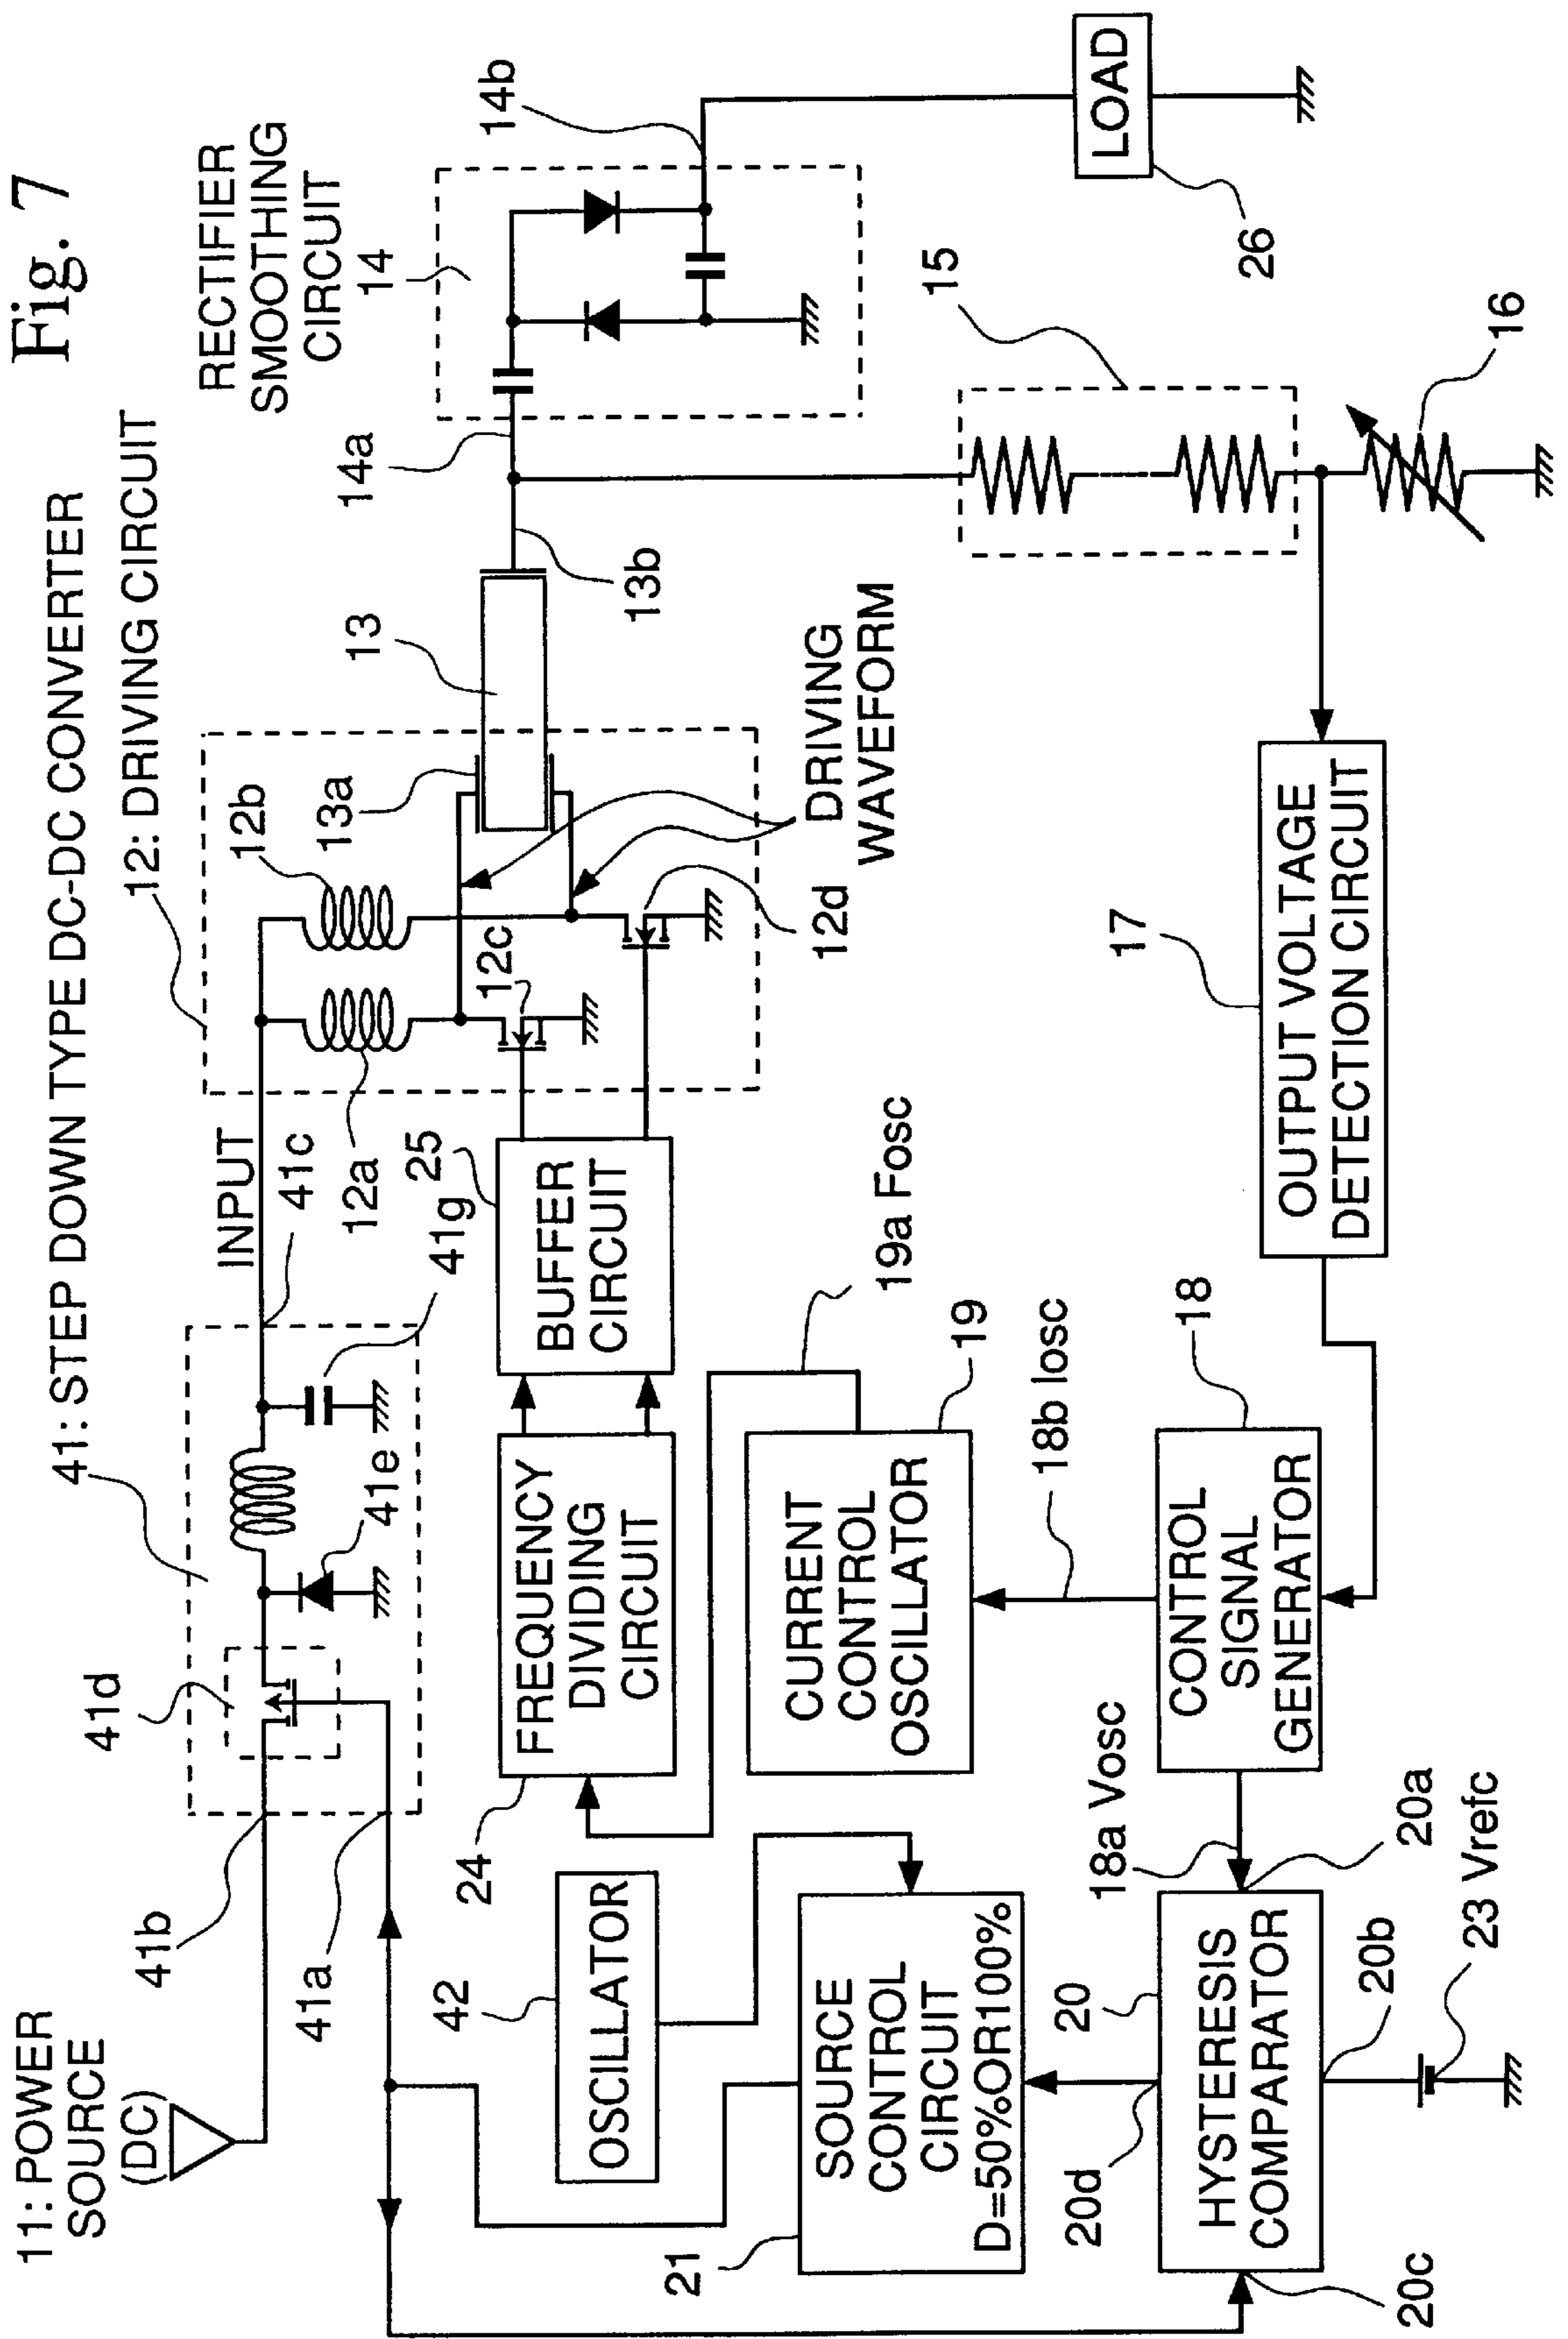 Fig. 7
11: POWER
SOURCE
(DC)
41: STEP DOWN TYPE DC-DC CONVERTER
12: DRIVING CIRCUIT
RECTIFIER
SMOOTHING
CIRCUIT
14
14b
14a
41b
41a
41d
41e
41g
INPUT
41c
12a
12b
12c
12d
13a
13
13b
DRIVING
WAVEFORM
15
16
LOAD
26
42
OSCILLATOR
24
FREQUENCY
DIVIDING
CIRCUIT
25
BUFFER
CIRCUIT
21
SOURCE
CONTROL
CIRCUIT
D=50%OR100%
CURRENT
CONTROL
OSCILLATOR
19
19a Fosc
18b Iosc
20d
20
HYSTERESIS
COMPARATOR
20c
20b
20a
23 Vrefc
18a Vosc
CONTROL
SIGNAL
GENERATOR
18
17
OUTPUT VOLTAGE
DETECTION CIRCUIT